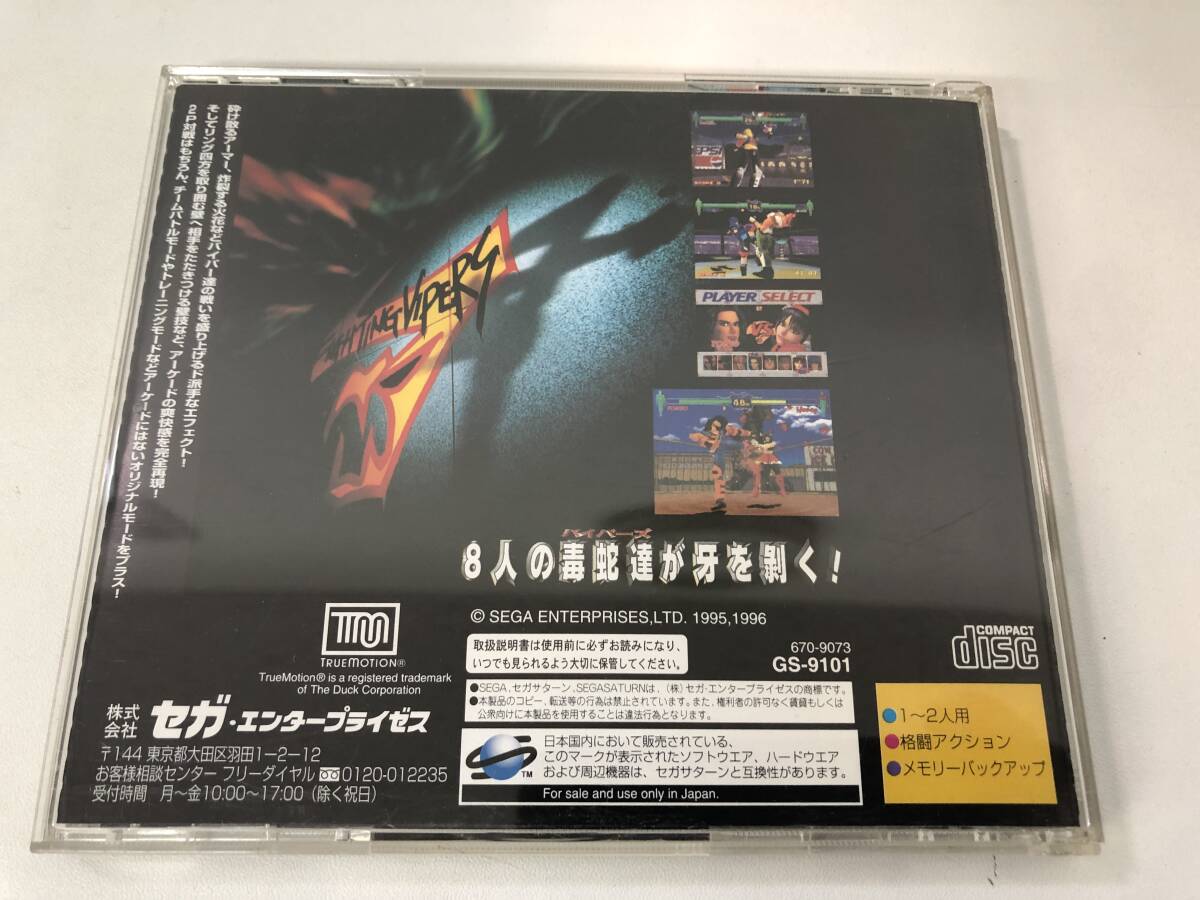 砕け散るアーマー、炸裂する火花などバイパー達の戦いを盛り上げるド派手なエフェクト！
そしてリング四方を取り囲む壁へ相手をたたきつける壁技など、アーケードの爽快感を完全再現！
2P対戦はもちろん、チームバトルモードやトレーニングモードなどアーケードにはないオリジナルモードをプラス！
FIGHTING VIPERS
PLAYER SELECT
バイパーズ
8人の毒蛇達が牙を剝く！
© SEGA ENTERPRISES,LTD. 1995,1996
TM
TRUEMOTION®
TrueMotion® is a registered trademark
of The Duck Corporation
取扱説明書は使用前に必ずお読みになり、
いつでも見られるよう大切に保管してください。
670-9073
GS-9101
COMPACT
disc
●SEGA、セガサターン、SEGASATURNは、（株）セガ・エンタープライゼスの商標です。
●本製品のコピー、転送等の行為は禁止されています。また、権利者の許可なく賃貸もしくは
公衆向けに本製品を使用することは違法行為となります。
株式会社 セガ・エンタープライゼス
〒144 東京都大田区羽田1−2−12
お客様相談センター フリーダイヤル 0120-012235
受付時間 月〜金10:00〜17:00（除く祝日）
TM
日本国内において販売されている、
このマークが表示されたソフトウエア、ハードウエア
および周辺機器は、セガサターンと互換性があります。
For sale and use only in Japan.
●1〜2人用
●格闘アクション
●メモリーバックアップ